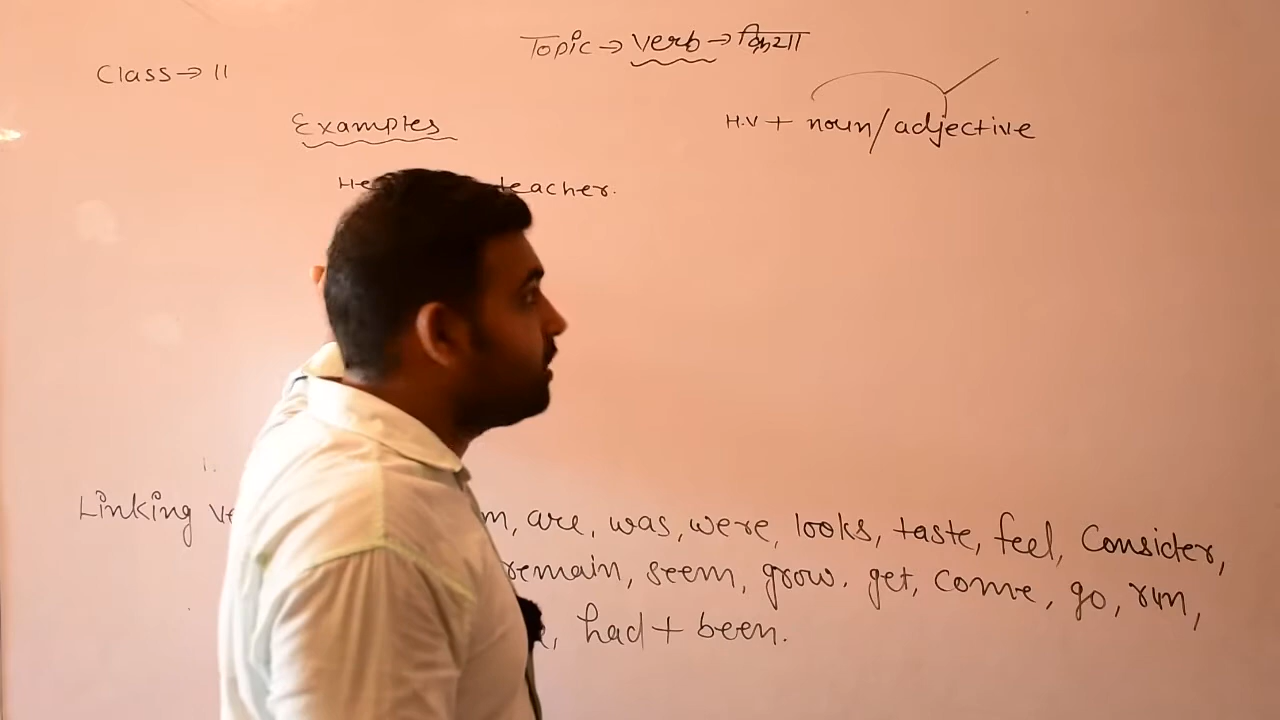 Topic → verb → क्रिया
Class → 11
Examples
H.V + noun/adjective
He teacher.
1.
Linking are, was, were, looks, taste, feel, Consider,
remain, seem, grow. get, come, go, run,
had + been.